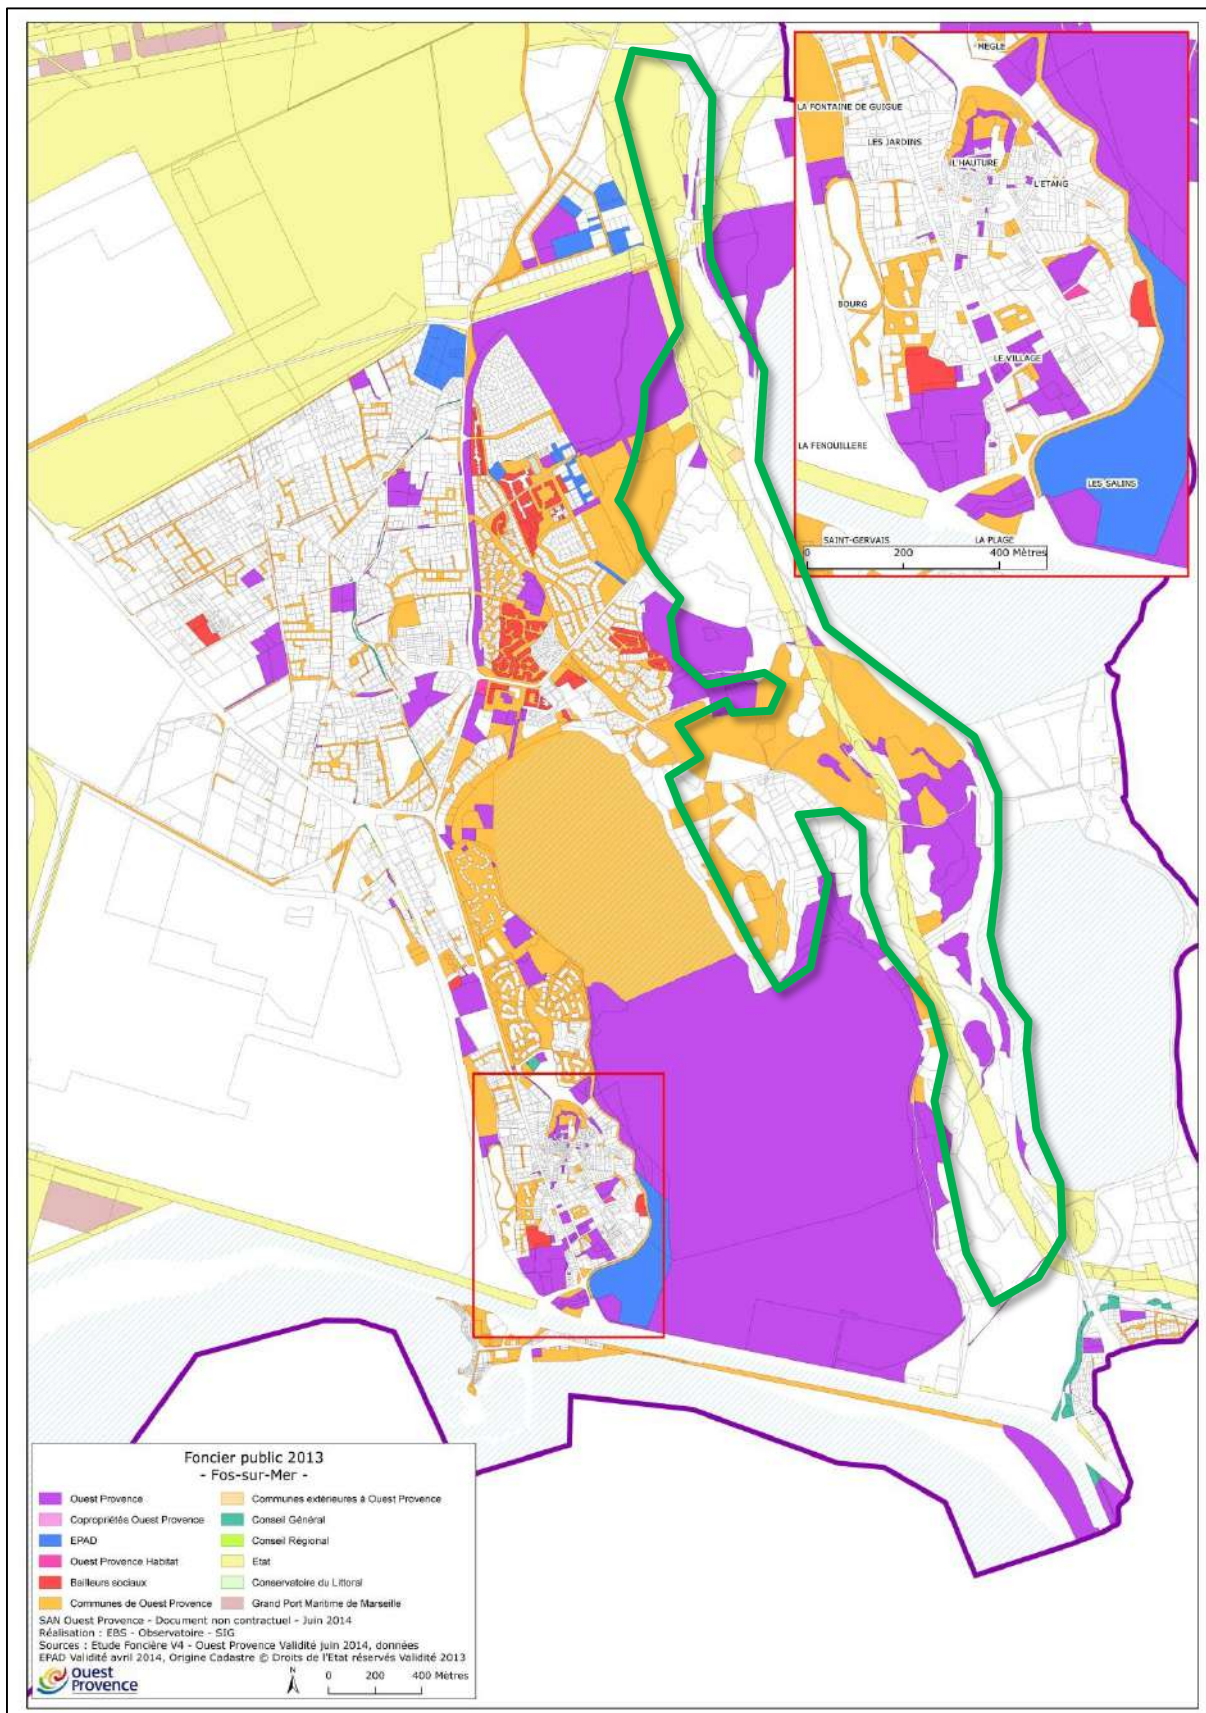 MEGLE
LA FONTAINE DE GUIGUE
LES JARDINS
L'HAUTURE
L'ETANG
BOURG
LE VILLAGE
LA FENOUILLERE
LES SALINS
SAINT-GERVAIS
LA PLAGE
0 200 400 Mètres
Foncier public 2013
- Fos-sur-Mer -
Ouest Provence
Copropriétés Ouest Provence
EPAD
Ouest Provence Habitat
Bailleurs sociaux
Communes de Ouest Provence
Communes extérieures à Ouest Provence
Conseil Général
Conseil Régional
Etat
Conservatoire du Littoral
Grand Port Maritime de Marseille
SAN Ouest Provence - Document non contractuel - Juin 2014
Réalisation : EBS - Observatoire - SIG
Sources : Etude Foncière V4 - Ouest Provence Validité juin 2014, données
EPAD Validité avril 2014, Origine Cadastre © Droits de l'Etat réservés Validité 2013
ouest
Provence
N
0 200 400 Mètres